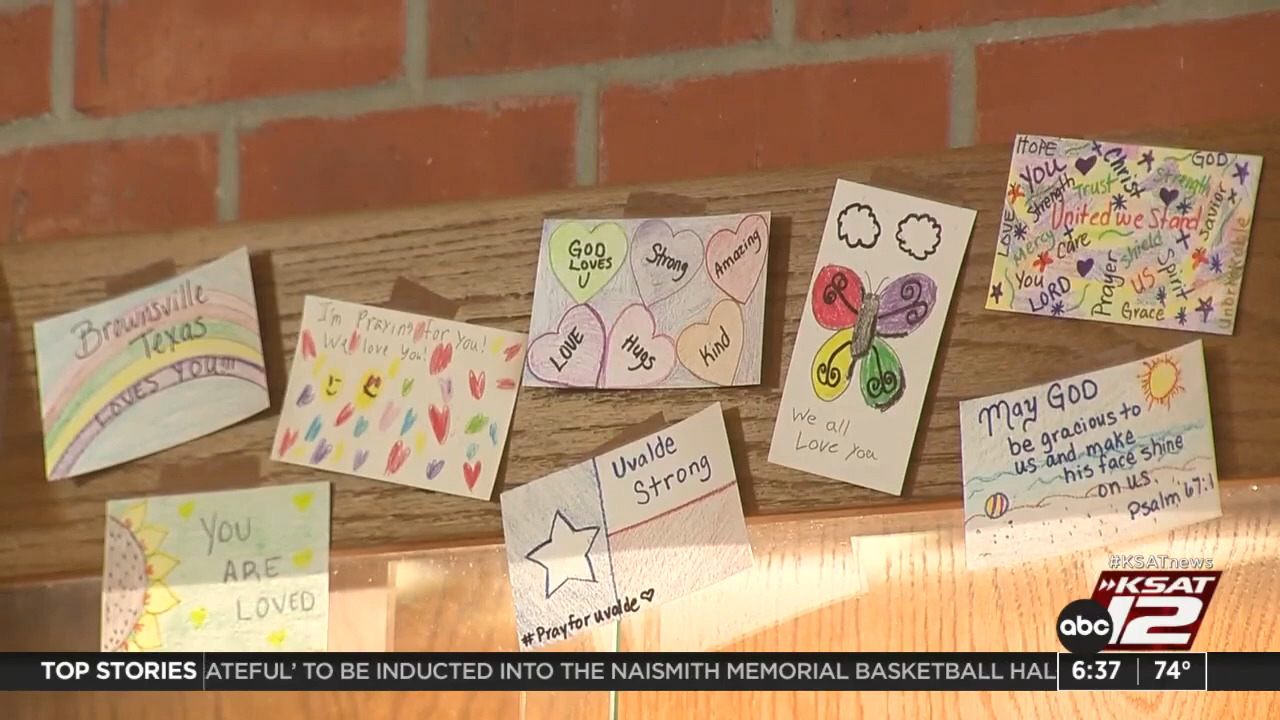 Brownsville
Texas
LOVES YOU!!!
I'm Praying for You!
We love You!
GOD
LOVES
U
Strong
Amazing
LOVE
Hugs
Kind
We all
Love you
HOPE
GOD
YOU
Christ
Strength
Trust
Strength
Savior
LOVE
United we Stand
Mercy
Care
Shield
YOU
LORD
Prayer
US
Spirit
Grace
Unbreakable
May GOD
be gracious to
us and make
his face shine
on us.
Psalm 67:1
YOU
ARE
LOVED
Uvalde
Strong
#Pray for uvalde
#KSATnews
KSAT
abc 12
TOP STORIES ATEFUL' TO BE INDUCTED INTO THE NAISMITH MEMORIAL BASKETBALL HAL 6:37 74°